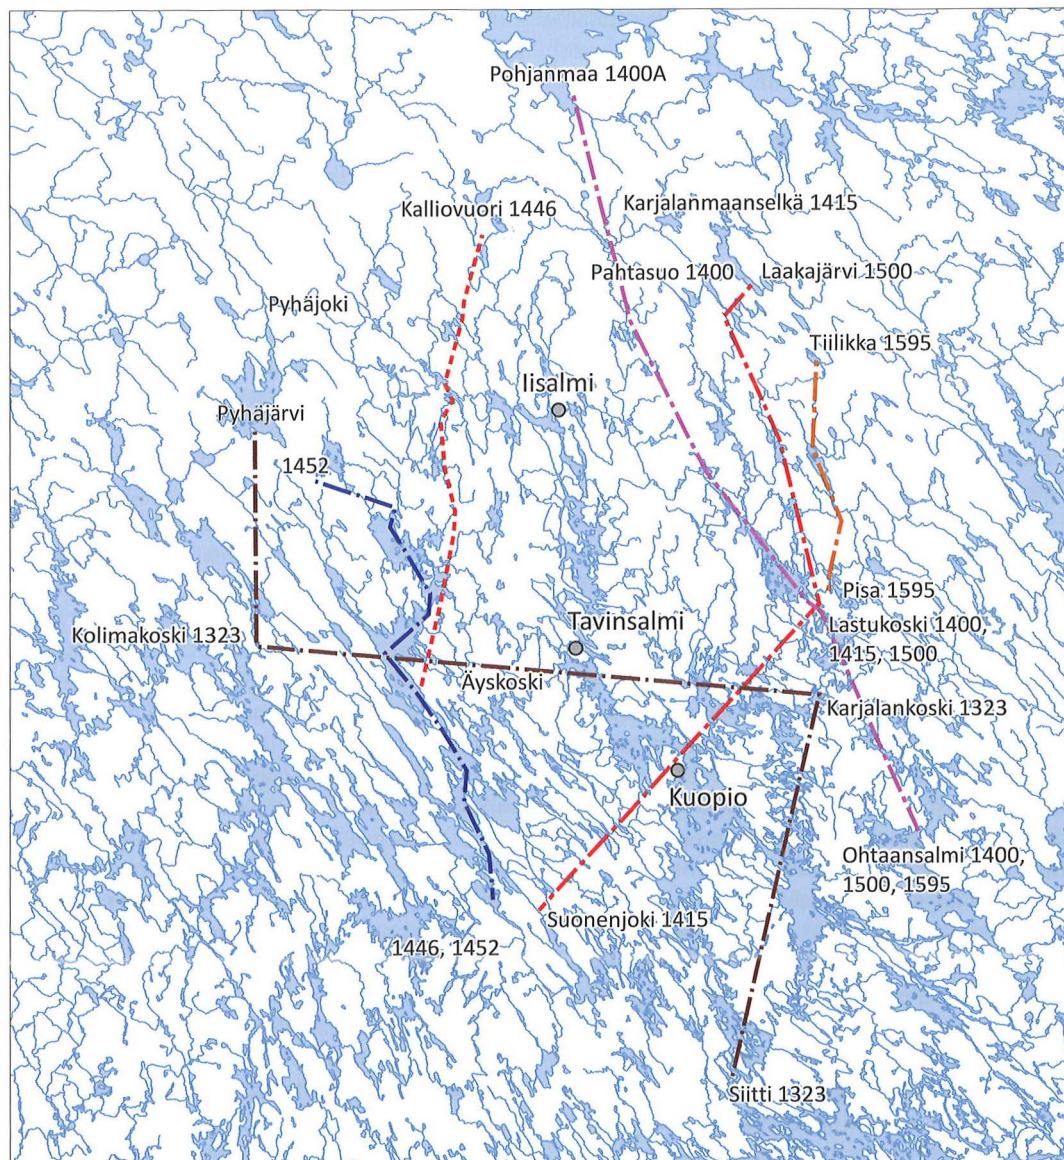 Pohjanmaa 1400A
Kalliovuori 1446
Karjalanmaanselkä 1415
Pahtasuo 1400
Laakajärvi 1500
Pyhäjoki
Tiilikka 1595
Iisalmi
Pyhäjärvi
1452
Pisa 1595
Kolimakoski 1323
Tavinsalmi
Lastukoski 1400,
1415, 1500
Äyskoski
Karjalankoski 1323
Kuopio
Ohtaansalmi 1400,
1500, 1595
Suonenjoki 1415
1446, 1452
Siitti 1323